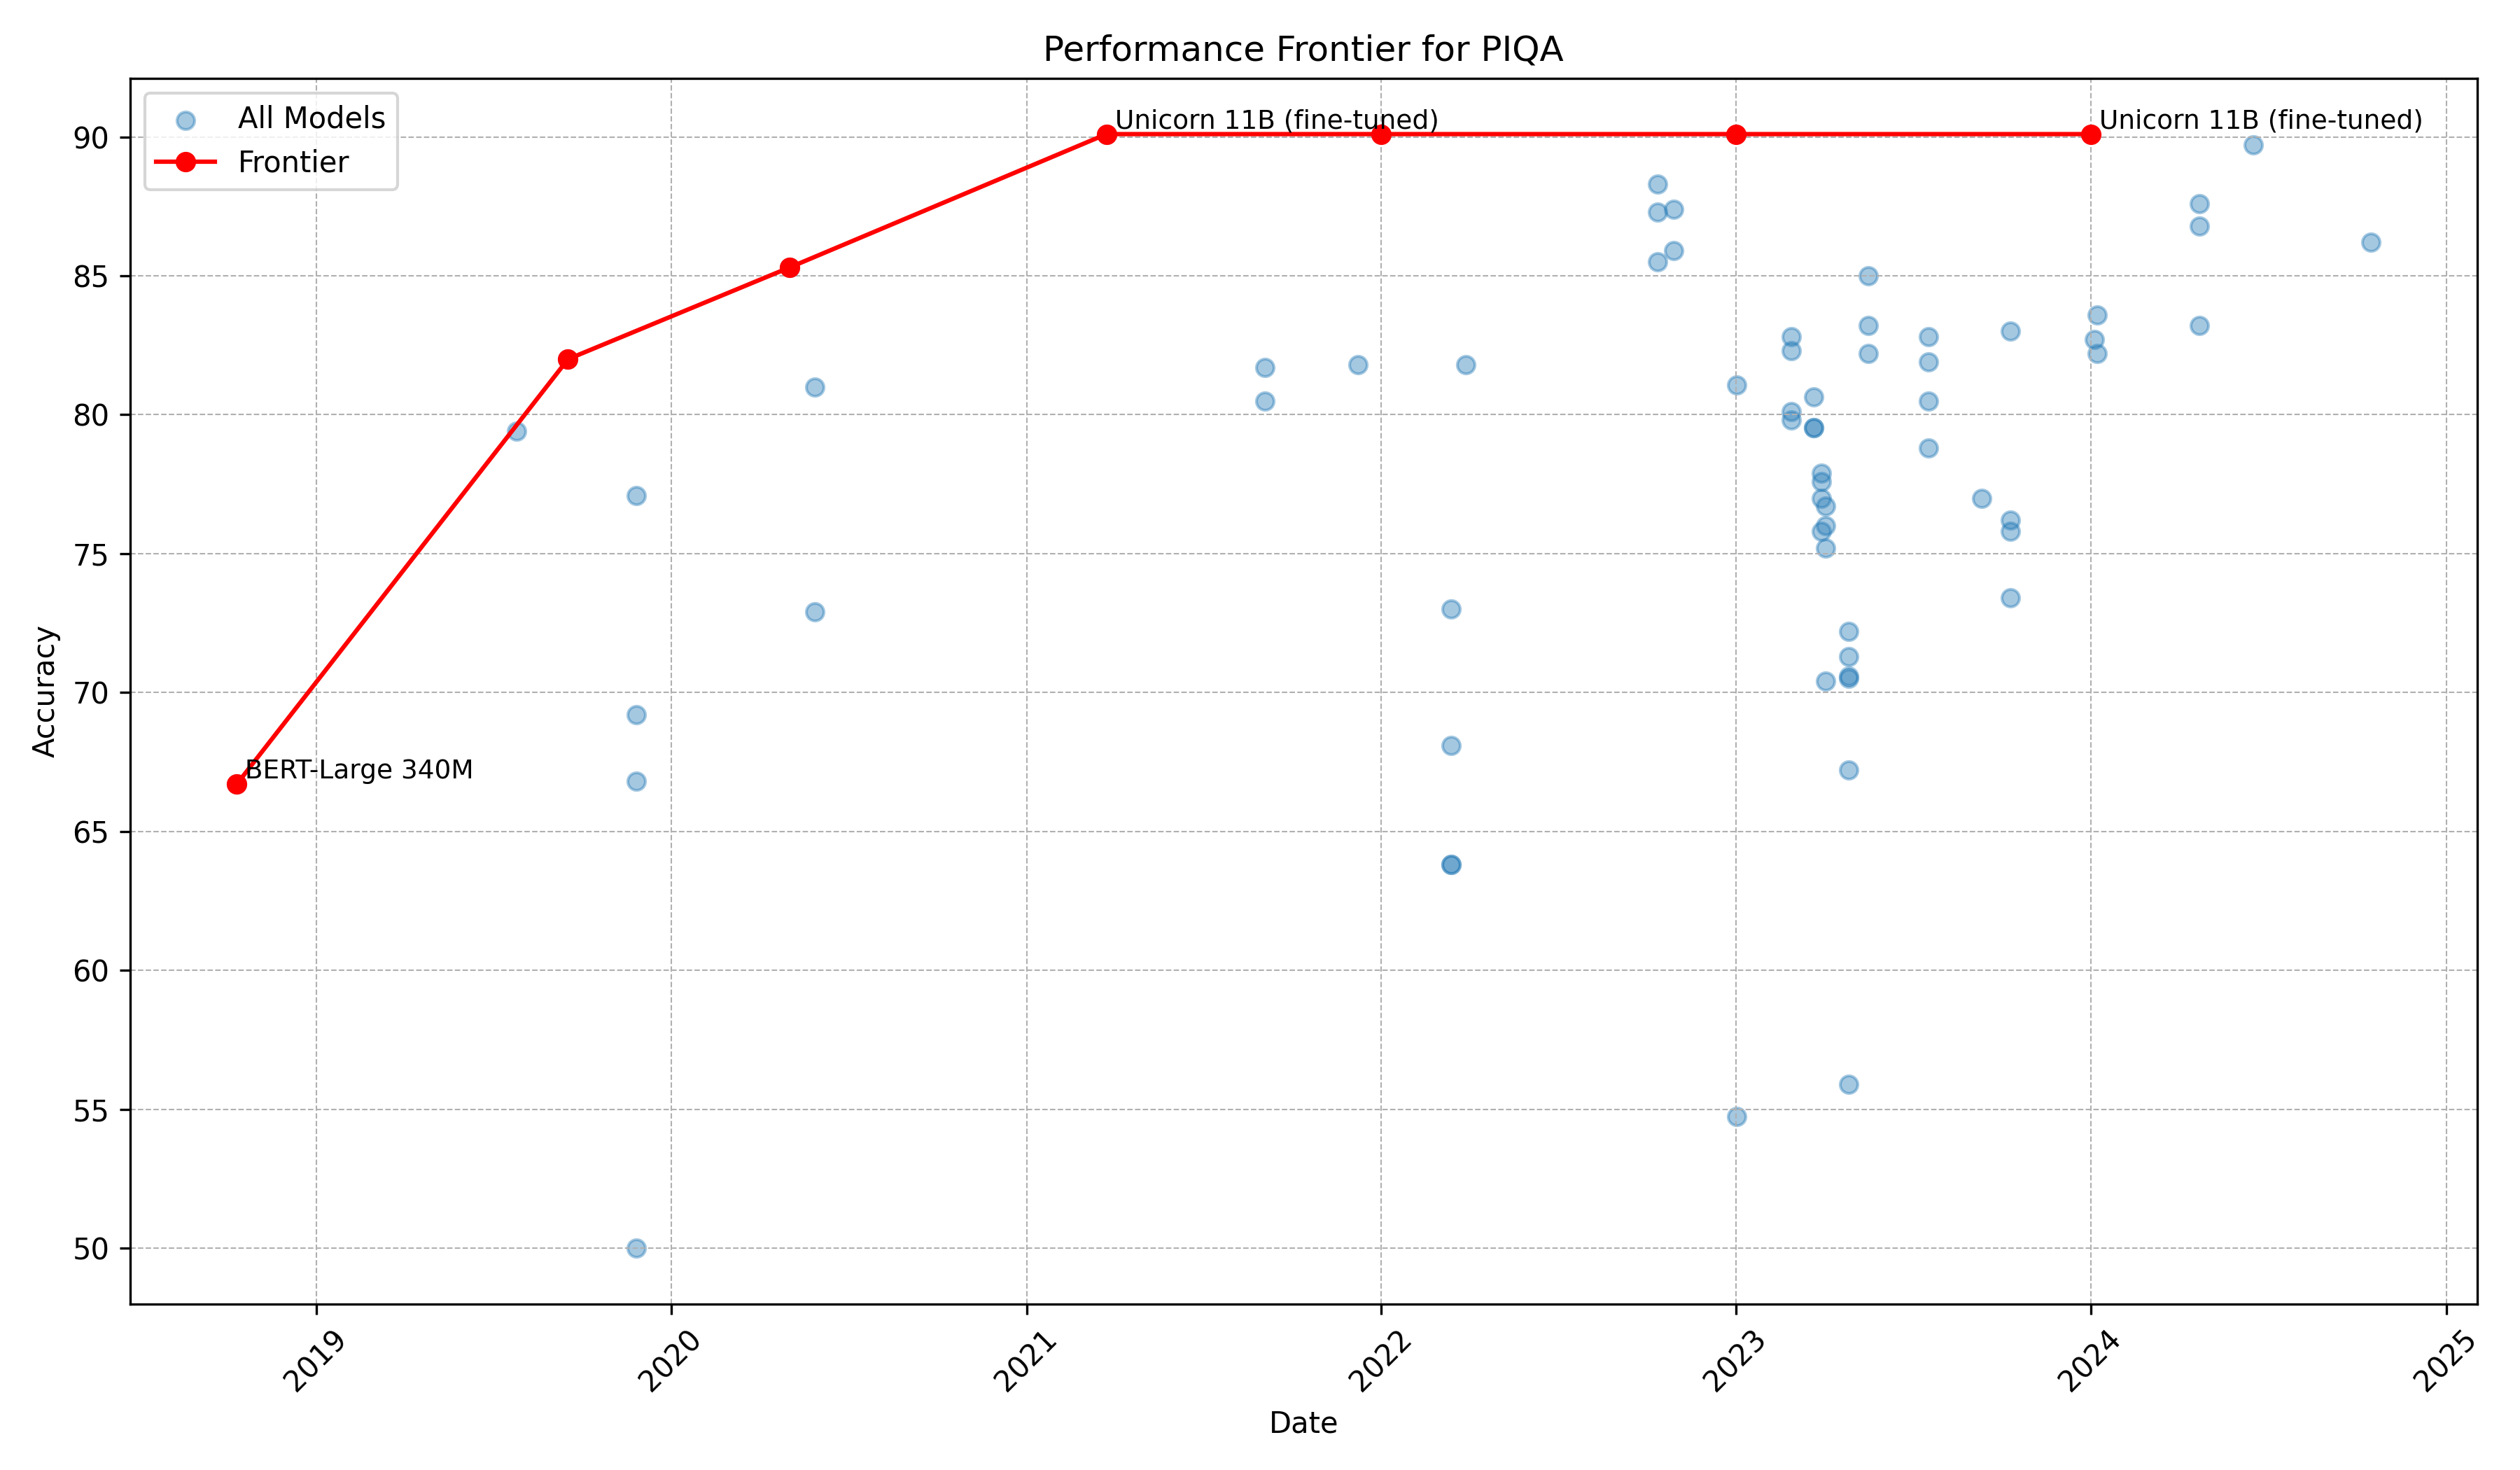 Performance Frontier for PIQA
All Models
Frontier
Unicorn 11B (fine-tuned)
Unicorn 11B (fine-tuned)
BERT-Large 340M
Accuracy
90
85
80
75
70
65
60
55
50
2019
2020
2021
2022
2023
2024
2025
Date